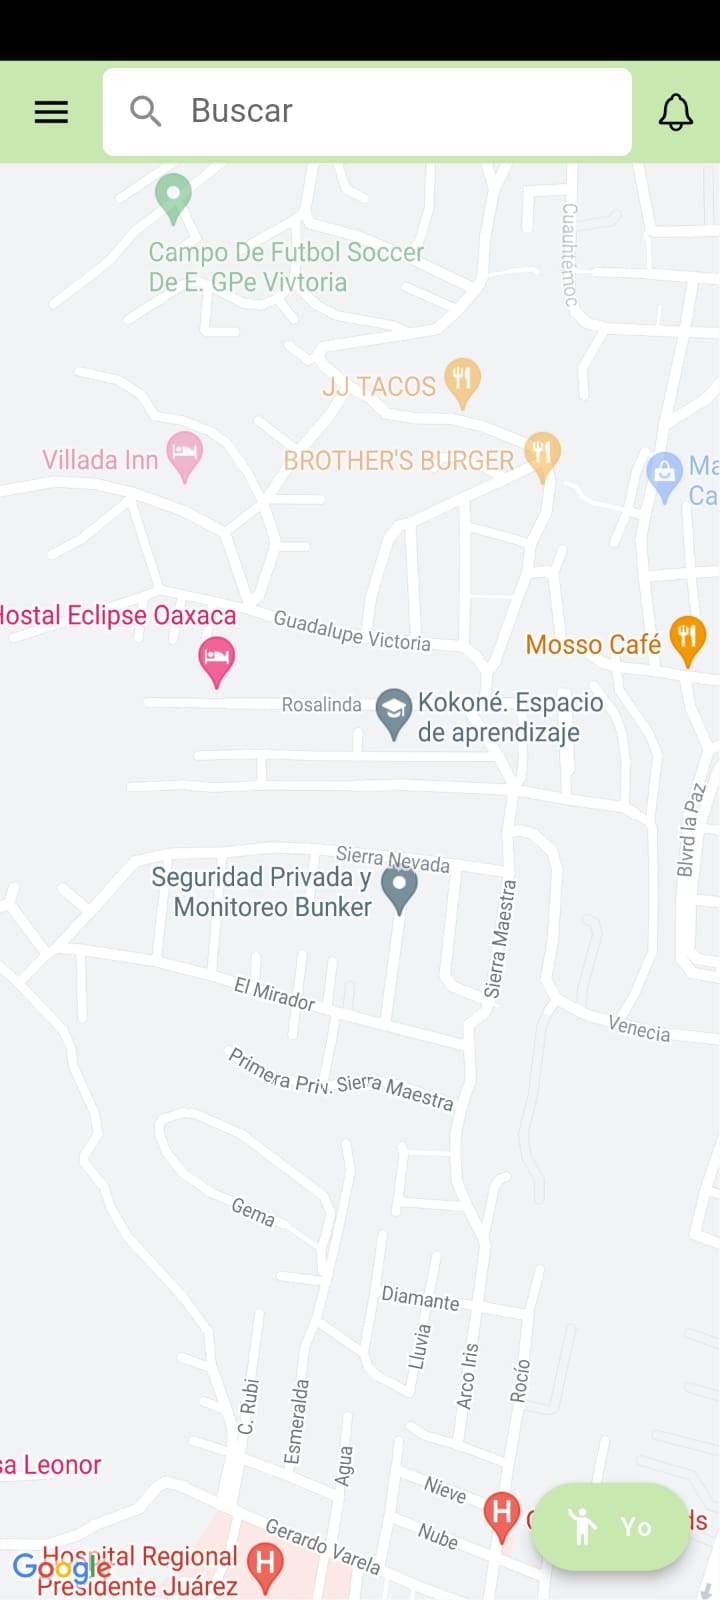 Buscar
Cuauhtémoc
Campo De Futbol Soccer
De E. GPe Vivtoria
JJ TACOS
Villada Inn
BROTHER'S BURGER
Ma
Ca
Hostal Eclipse Oaxaca
Guadalupe Victoria
Mosso Café
Rosalinda
Kokoné. Espacio
de aprendizaje
Blvrd la Paz
Sierra Nevada
Seguridad Privada y
Monitoreo Bunker
Sierra Maestra
El Mirador
Venecia
Primera Priv. Sierra Maestra
Gema
Diamante
Lluvia
Arco Iris
Rocío
C. Rubi
Esmeralda
Agua
sa Leonor
Nieve
H
ds
Yo
Nube
Gerardo Varela
Google
Hospital Regional
Presidente Juárez
H